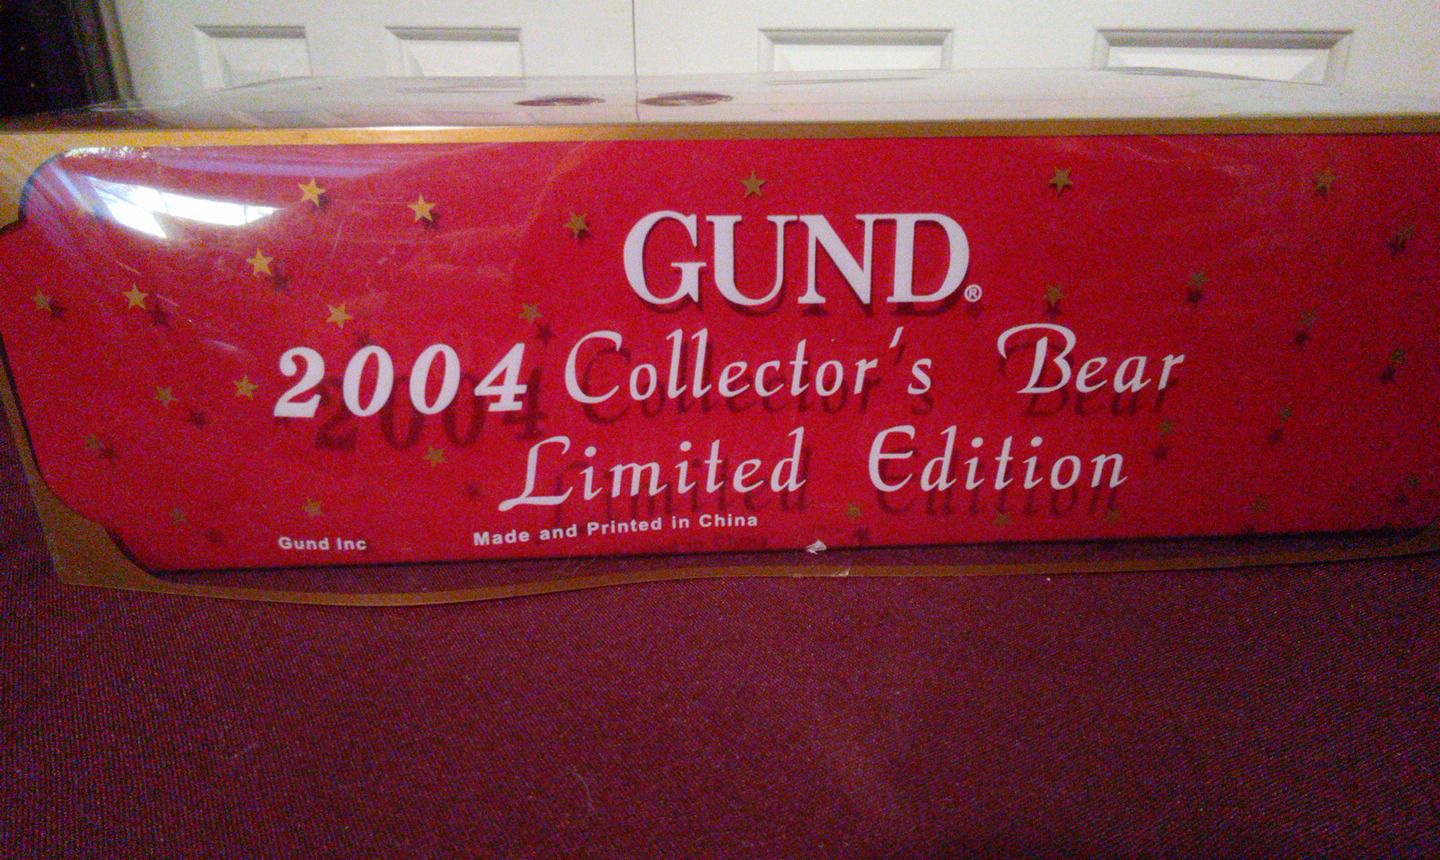 GUND®
2004 Collector's Bear
Limited Edition
Gund Inc
Made and Printed in China